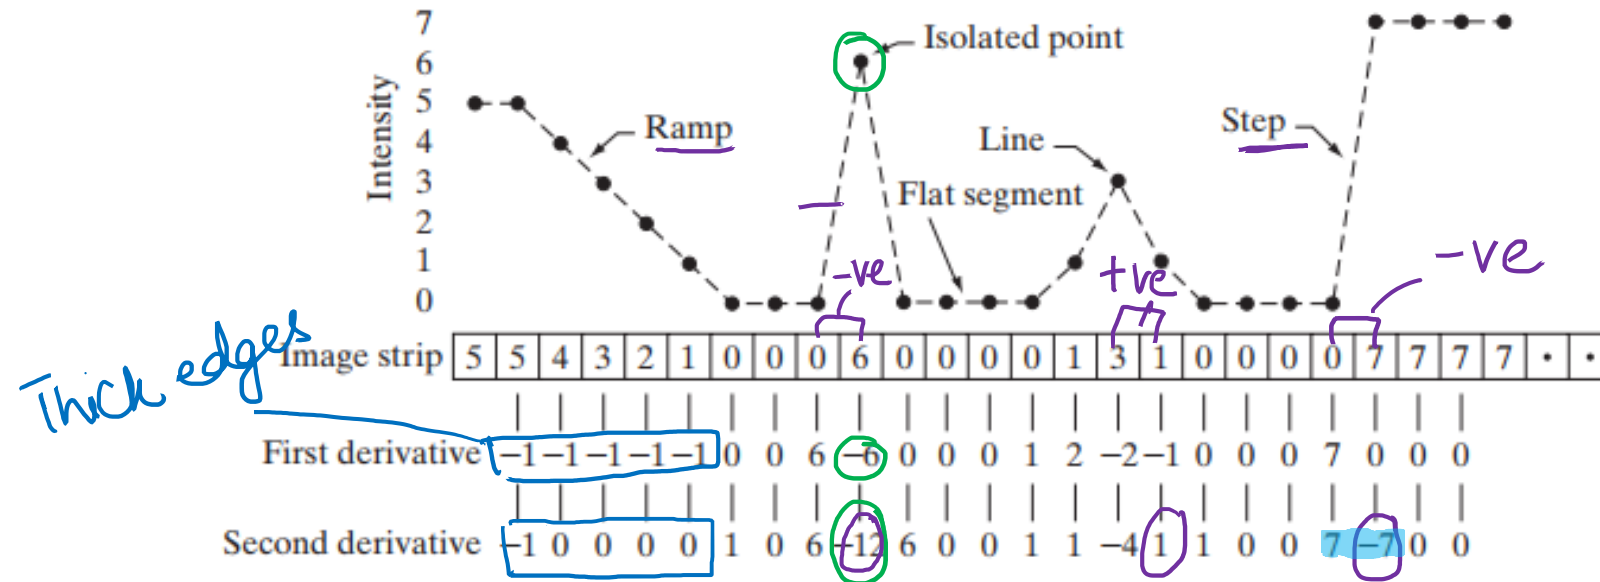 7
6
5
4
3
2
1
0
Intensity
Isolated point
Ramp
Line
Step
Flat segment
-ve
+ve
-ve
Thick edges
Image strip 5 5 4 3 2 1 0 0 0 6 0 0 0 0 1 3 1 0 0 0 0 7 7 7 7 · ·
First derivative −1 −1 −1 −1 −1 0 0 6 −6 0 0 0 1 2 −2 −1 0 0 0 7 0 0 0
Second derivative −1 0 0 0 0 1 0 6 −12 6 0 0 1 1 −4 1 1 0 0 7 −7 0 0